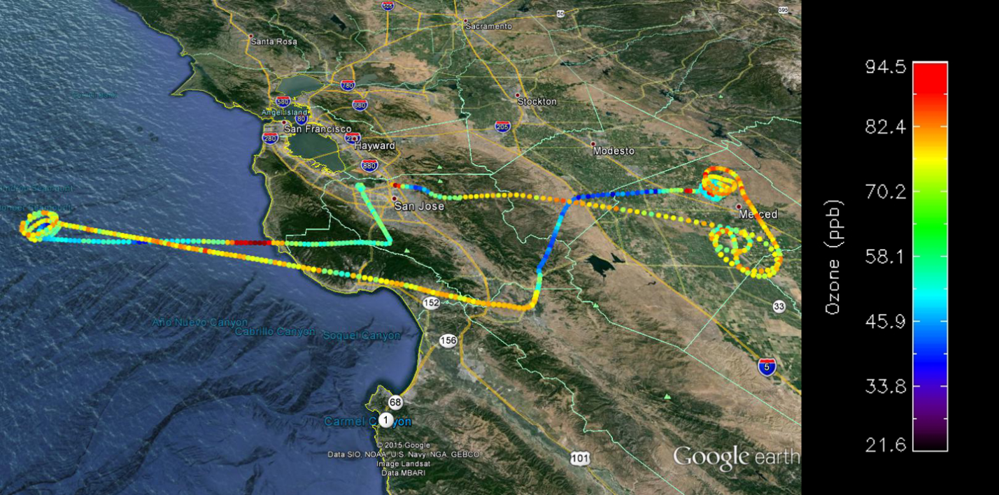 505
50
395
Sacramento
Santa Rosa
780
580
680
Stockton
Angel Island
80
205
San Francisco
280
Hayward
Modesto
880
San Jose
Merced
152
33
Año Nuevo Canyon
Cabrillo Canyon
Soquel Canyon
156
5
68
Carmel Canyon
1
© 2015 Google
Data SIO, NOAA, U.S. Navy, NGA, GEBCO
Image Landsat
Data MBARI
101
Google earth
94.5
82.4
70.2
58.1
45.9
33.8
21.6
Ozone (ppb)